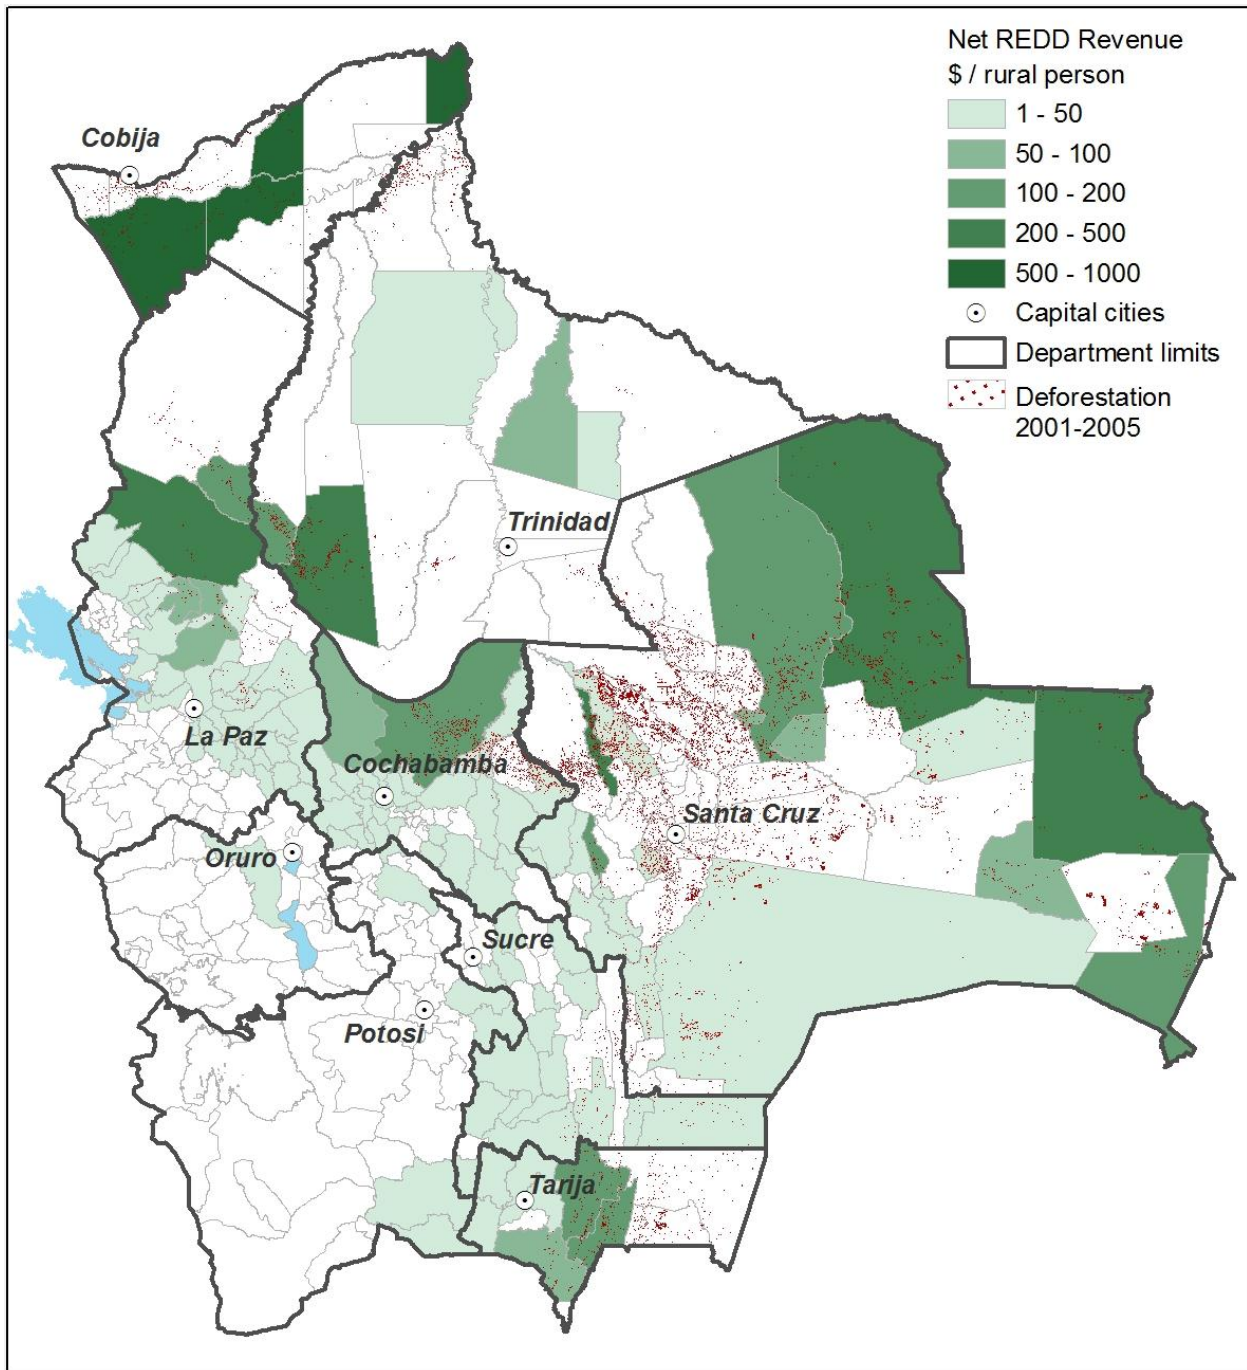 Net REDD Revenue
$ / rural person
1 - 50
50 - 100
100 - 200
200 - 500
500 - 1000
Capital cities
Department limits
Deforestation
2001-2005
Cobija
Trinidad
La Paz
Cochabamba
Santa Cruz
Oruro
Sucre
Potosi
Tarija